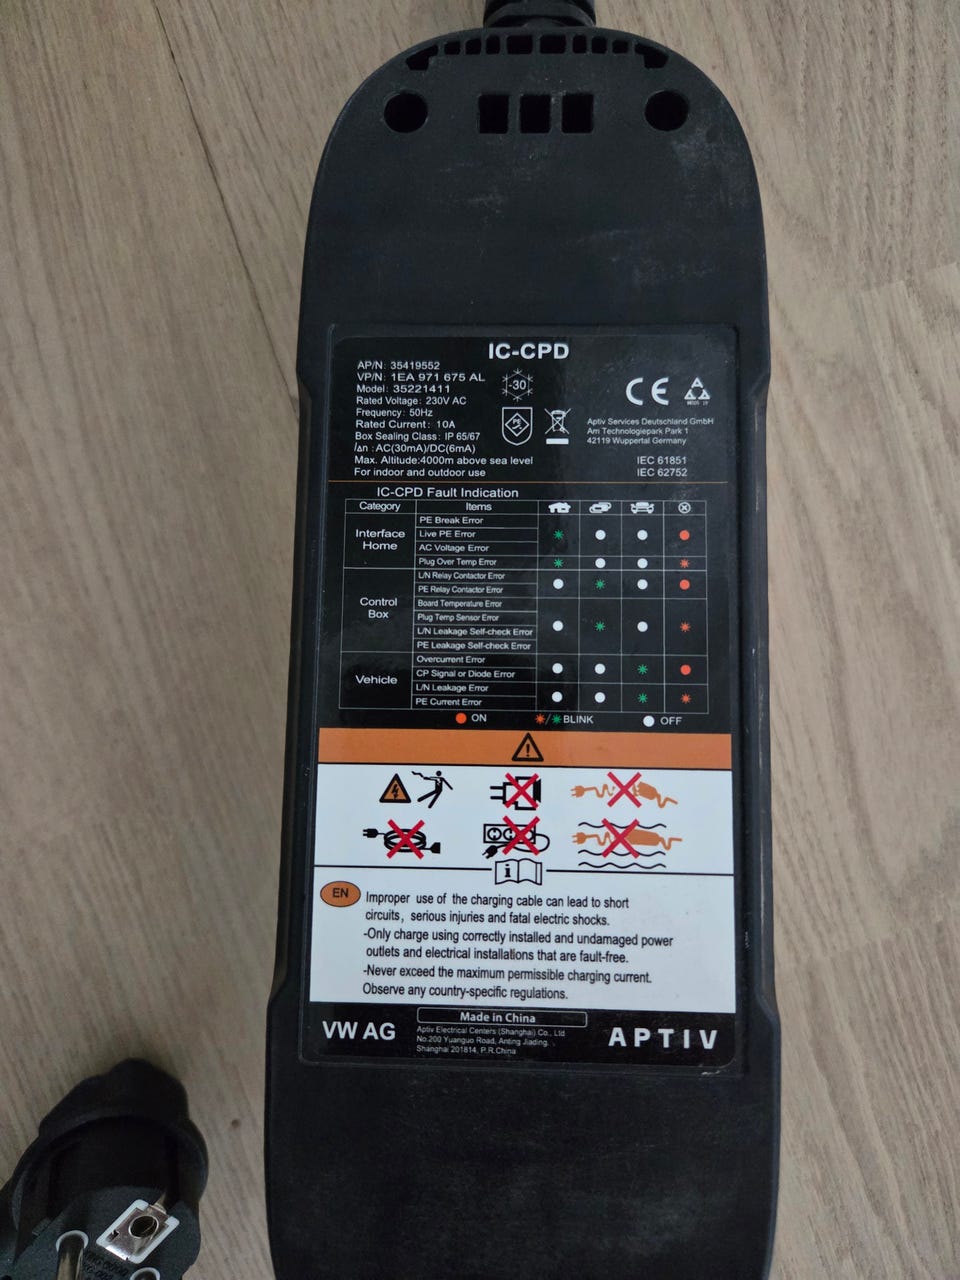 IC-CPD
AP/N: 35419552
VP/N: 1EA 971 675 AL
Model: 35221411
Rated Voltage: 230V AC
Frequency: 50Hz
Rated Current: 10A
Box Sealing Class: IP 65/67
I∆n :AC(30mA)/DC(6mA)
Max. Altitude:4000m above sea level
For indoor and outdoor use
-30
PE
CE
Aptiv Services Deutschland GmbH
Am Technologiepark Park 1
42119 Wuppertal Germany
IEC 61851
IEC 62752
IC-CPD Fault Indication
Category Items
Interface Home
PE Break Error
Live PE Error
AC Voltage Error
Plug Over Temp Error
Control Box
L/N Relay Contactor Error
PE Relay Contactor Error
Board Temperature Error
Plug Temp Sensor Error
L/N Leakage Self-check Error
PE Leakage Self-check Error
Vehicle
Overcurrent Error
CP Signal or Diode Error
L/N Leakage Error
PE Current Error
ON / BLINK OFF
i
EN
Improper use of the charging cable can lead to short
circuits, serious injuries and fatal electric shocks.
-Only charge using correctly installed and undamaged power
outlets and electrical installations that are fault-free.
-Never exceed the maximum permissible charging current.
Observe any country-specific regulations.
Made in China
VW AG
Aptiv Electrical Centers (Shanghai) Co., Ltd
No.200 Yuanguo Road, Anting Jiading,
Shanghai 201814, P.R.China
APTIV